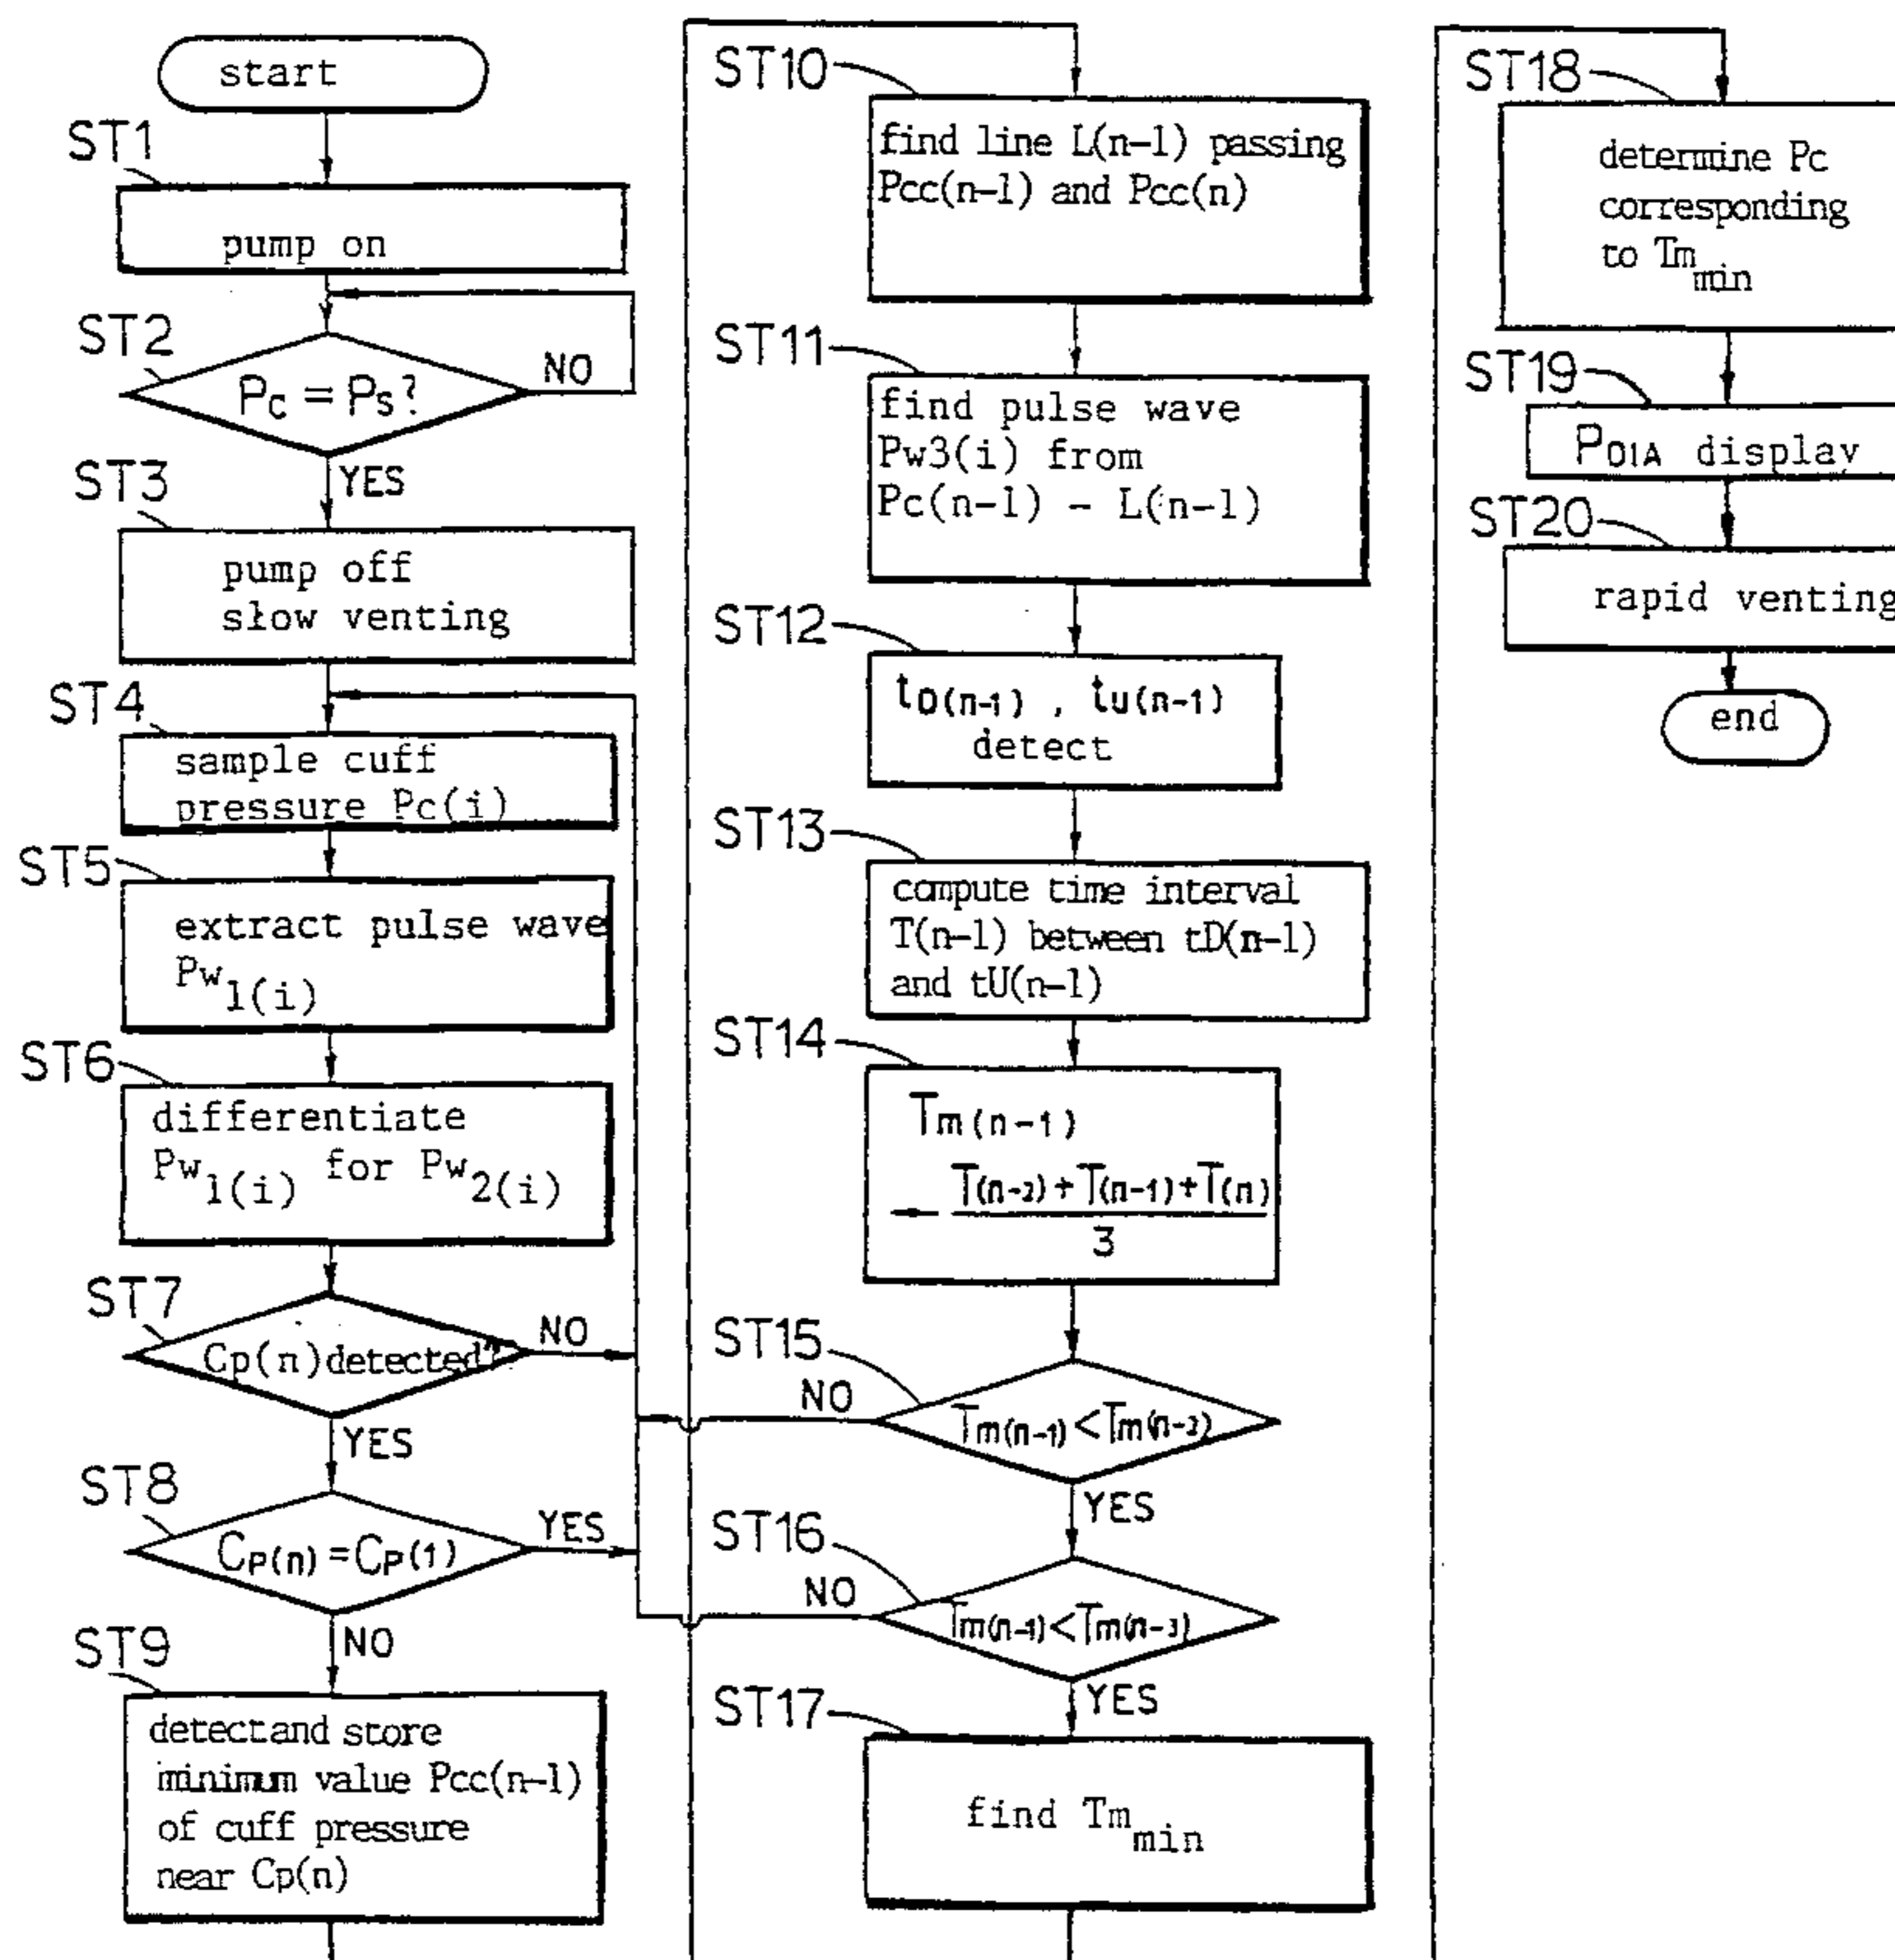 start
ST1
pump on
ST2
Pc = Ps?
NO
YES
ST3
pump off
slow venting
ST4
sample cuff
pressure Pc(i)
ST5
extract pulse wave
Pw1(i)
ST6
differentiate
Pw1(i) for Pw2(i)
ST7
Cp(n) detected?
NO
YES
ST8
CP(n) = CP(1)
YES
NO
ST9
detect and store
minimum value Pcc(n-1)
of cuff pressure
near Cp(n)
ST10
find line L(n-1) passing
Pcc(n-1) and Pcc(n)
ST11
find pulse wave
Pw3(i) from
Pc(n-1) - L(n-1)
ST12
tD(n-1) , tU(n-1)
detect
ST13
compute time interval
T(n-1) between tD(n-1)
and tU(n-1)
ST14
Tm(n-1)
← T(n-2)+T(n-1)+T(n)
3
ST15
NO
Tm(n-1)<Tm(n-2)
YES
ST16
NO
Tm(n-1)<Tm(n-3)
YES
ST17
find Tm min
ST18
determine Pc
corresponding
to Tm min
ST19
PDIA display
ST20
rapid venting
end